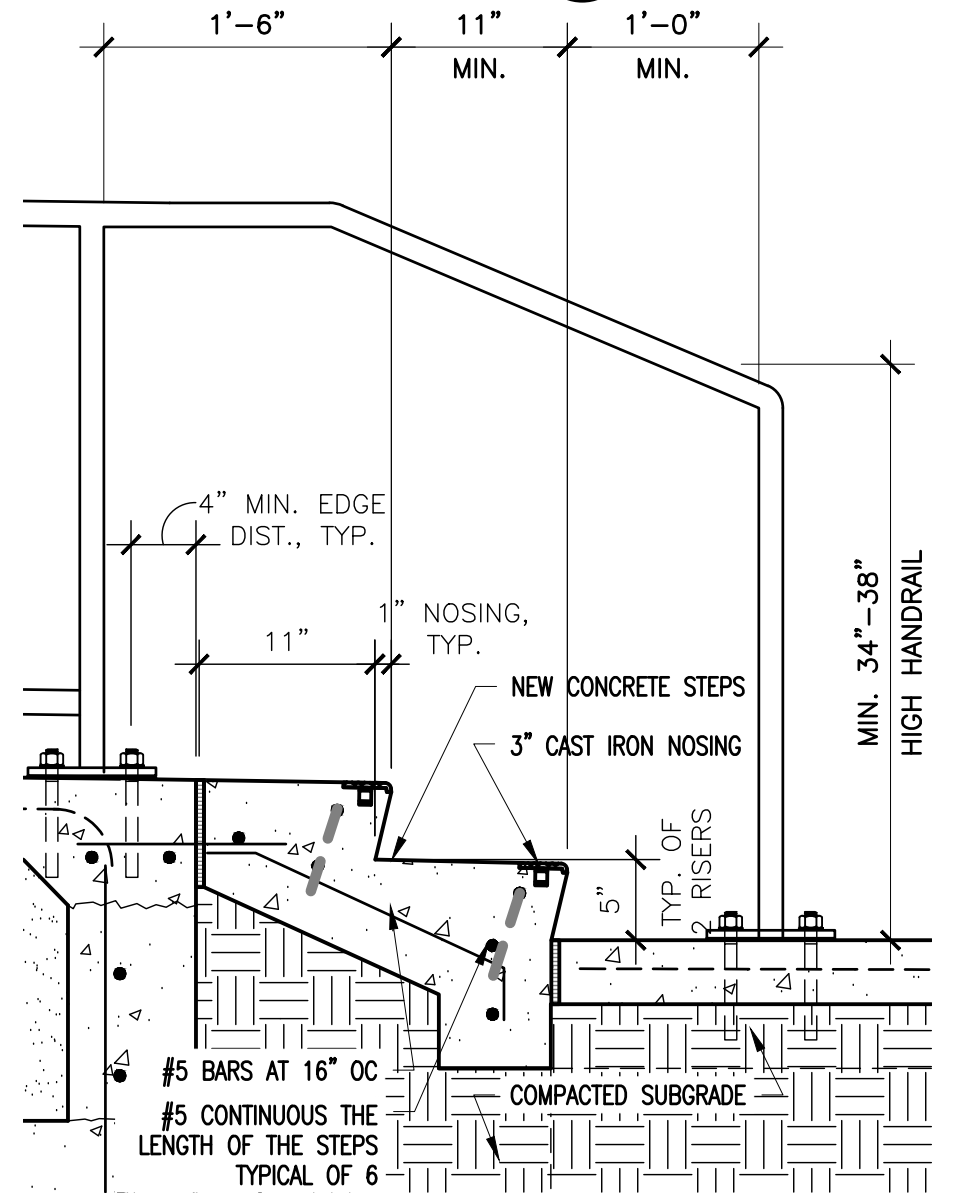 1'-6"
11"
MIN.
1'-0"
MIN.
4" MIN. EDGE
DIST., TYP.
11"
1" NOSING,
TYP.
NEW CONCRETE STEPS
3" CAST IRON NOSING
MIN. 34"-38"
HIGH HANDRAIL
5"
TYP. OF
2 RISERS
#5 BARS AT 16" OC
#5 CONTINUOUS THE
LENGTH OF THE STEPS
TYPICAL OF 6
COMPACTED SUBGRADE